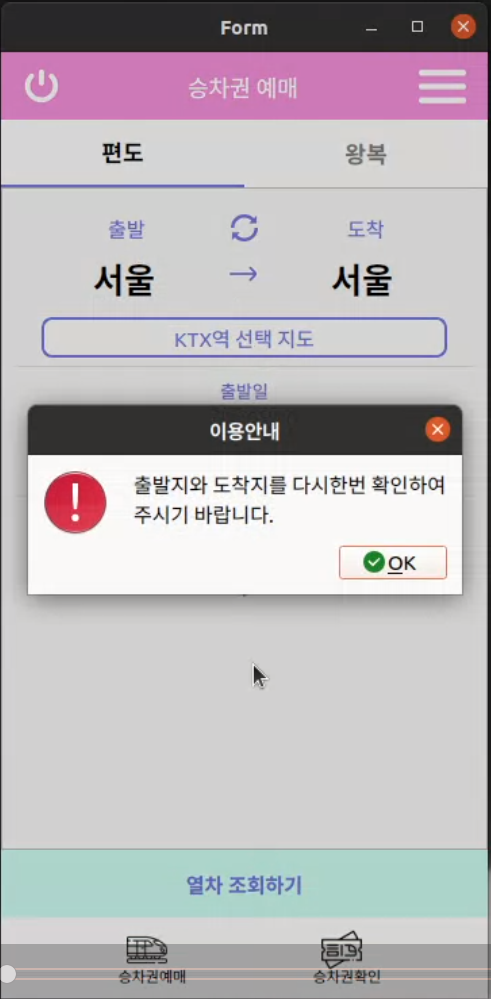 Form
승차권 예매
편도 왕복
출발 도착
서울 → 서울
KTX역 선택 지도
출발일
이용안내
출발지와 도착지를 다시한번 확인하여
주시기 바랍니다.
OK
열차 조회하기
승차권예매 승차권확인